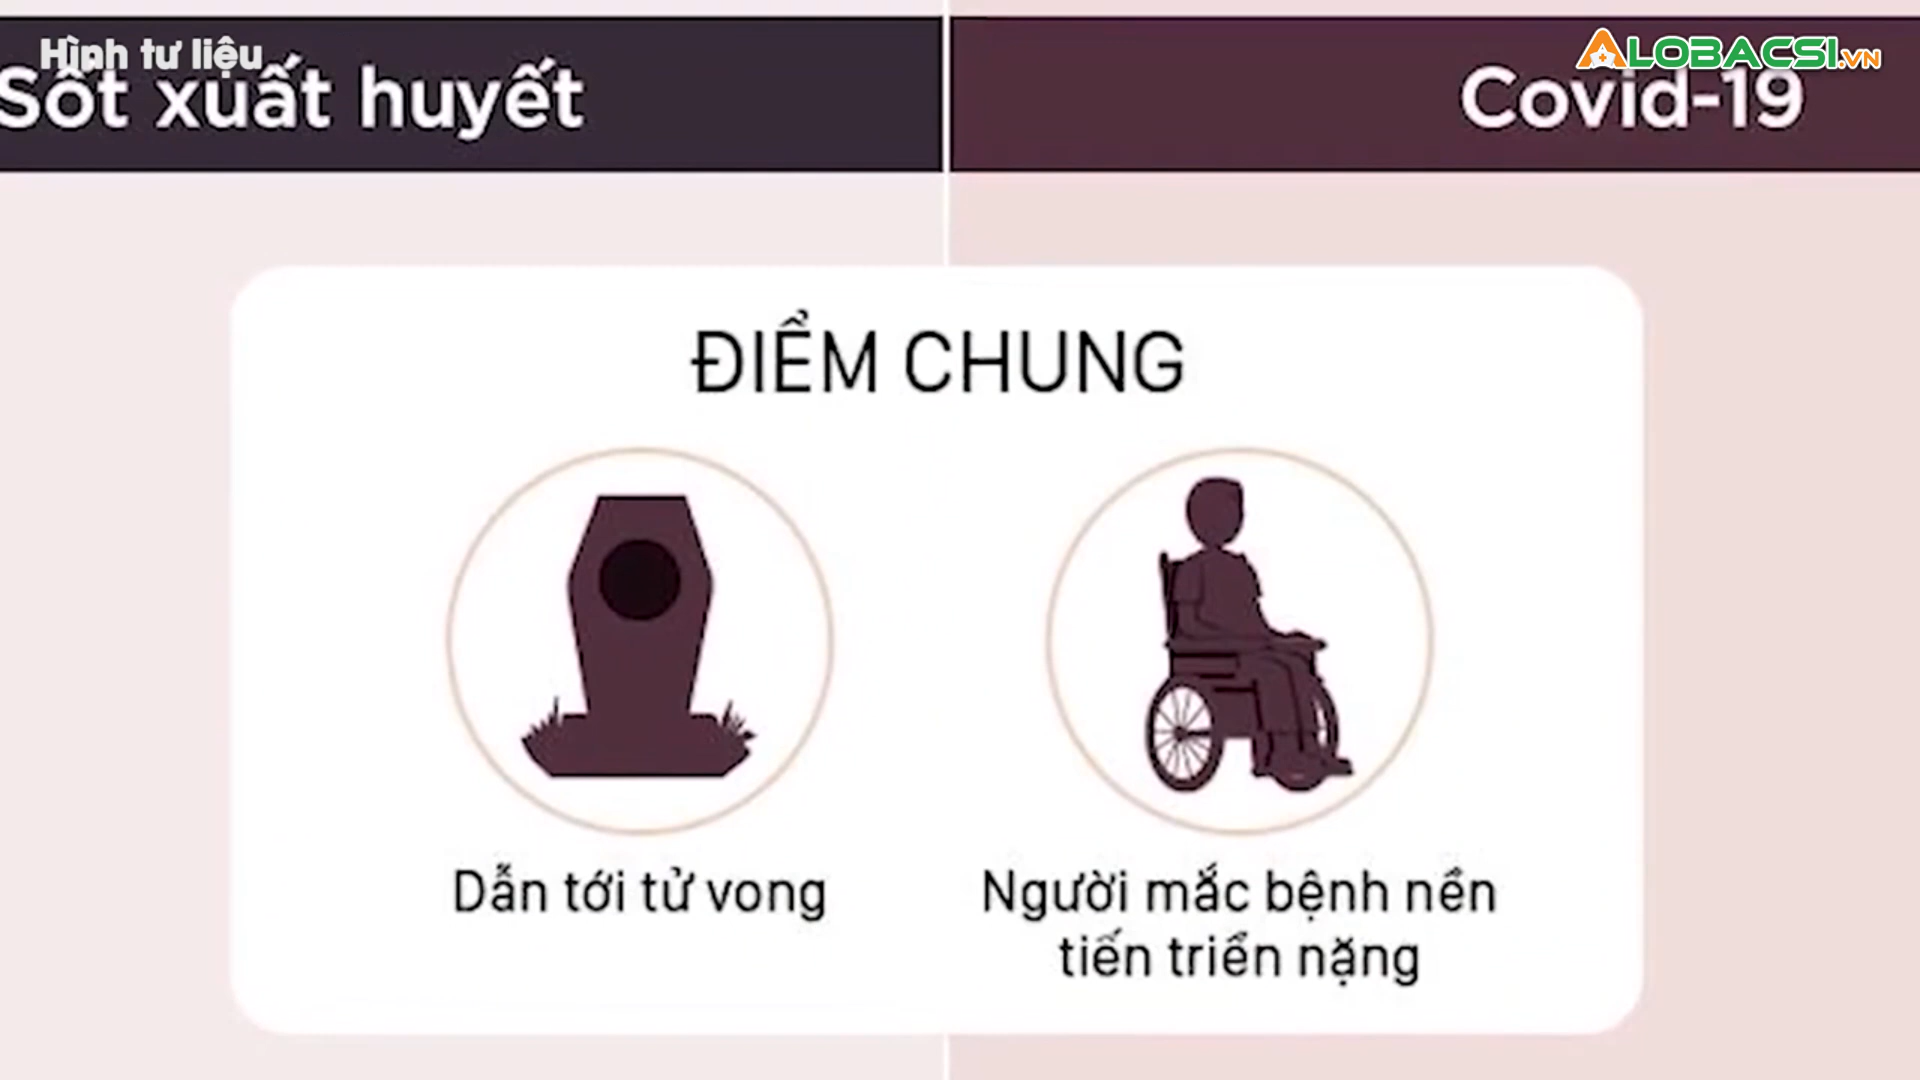 Hình tư liệu
ALOBACSI.VN
Sốt xuất huyết
Covid-19
ĐIỂM CHUNG
Dẫn tới tử vong
Người mắc bệnh nền
tiến triển nặng